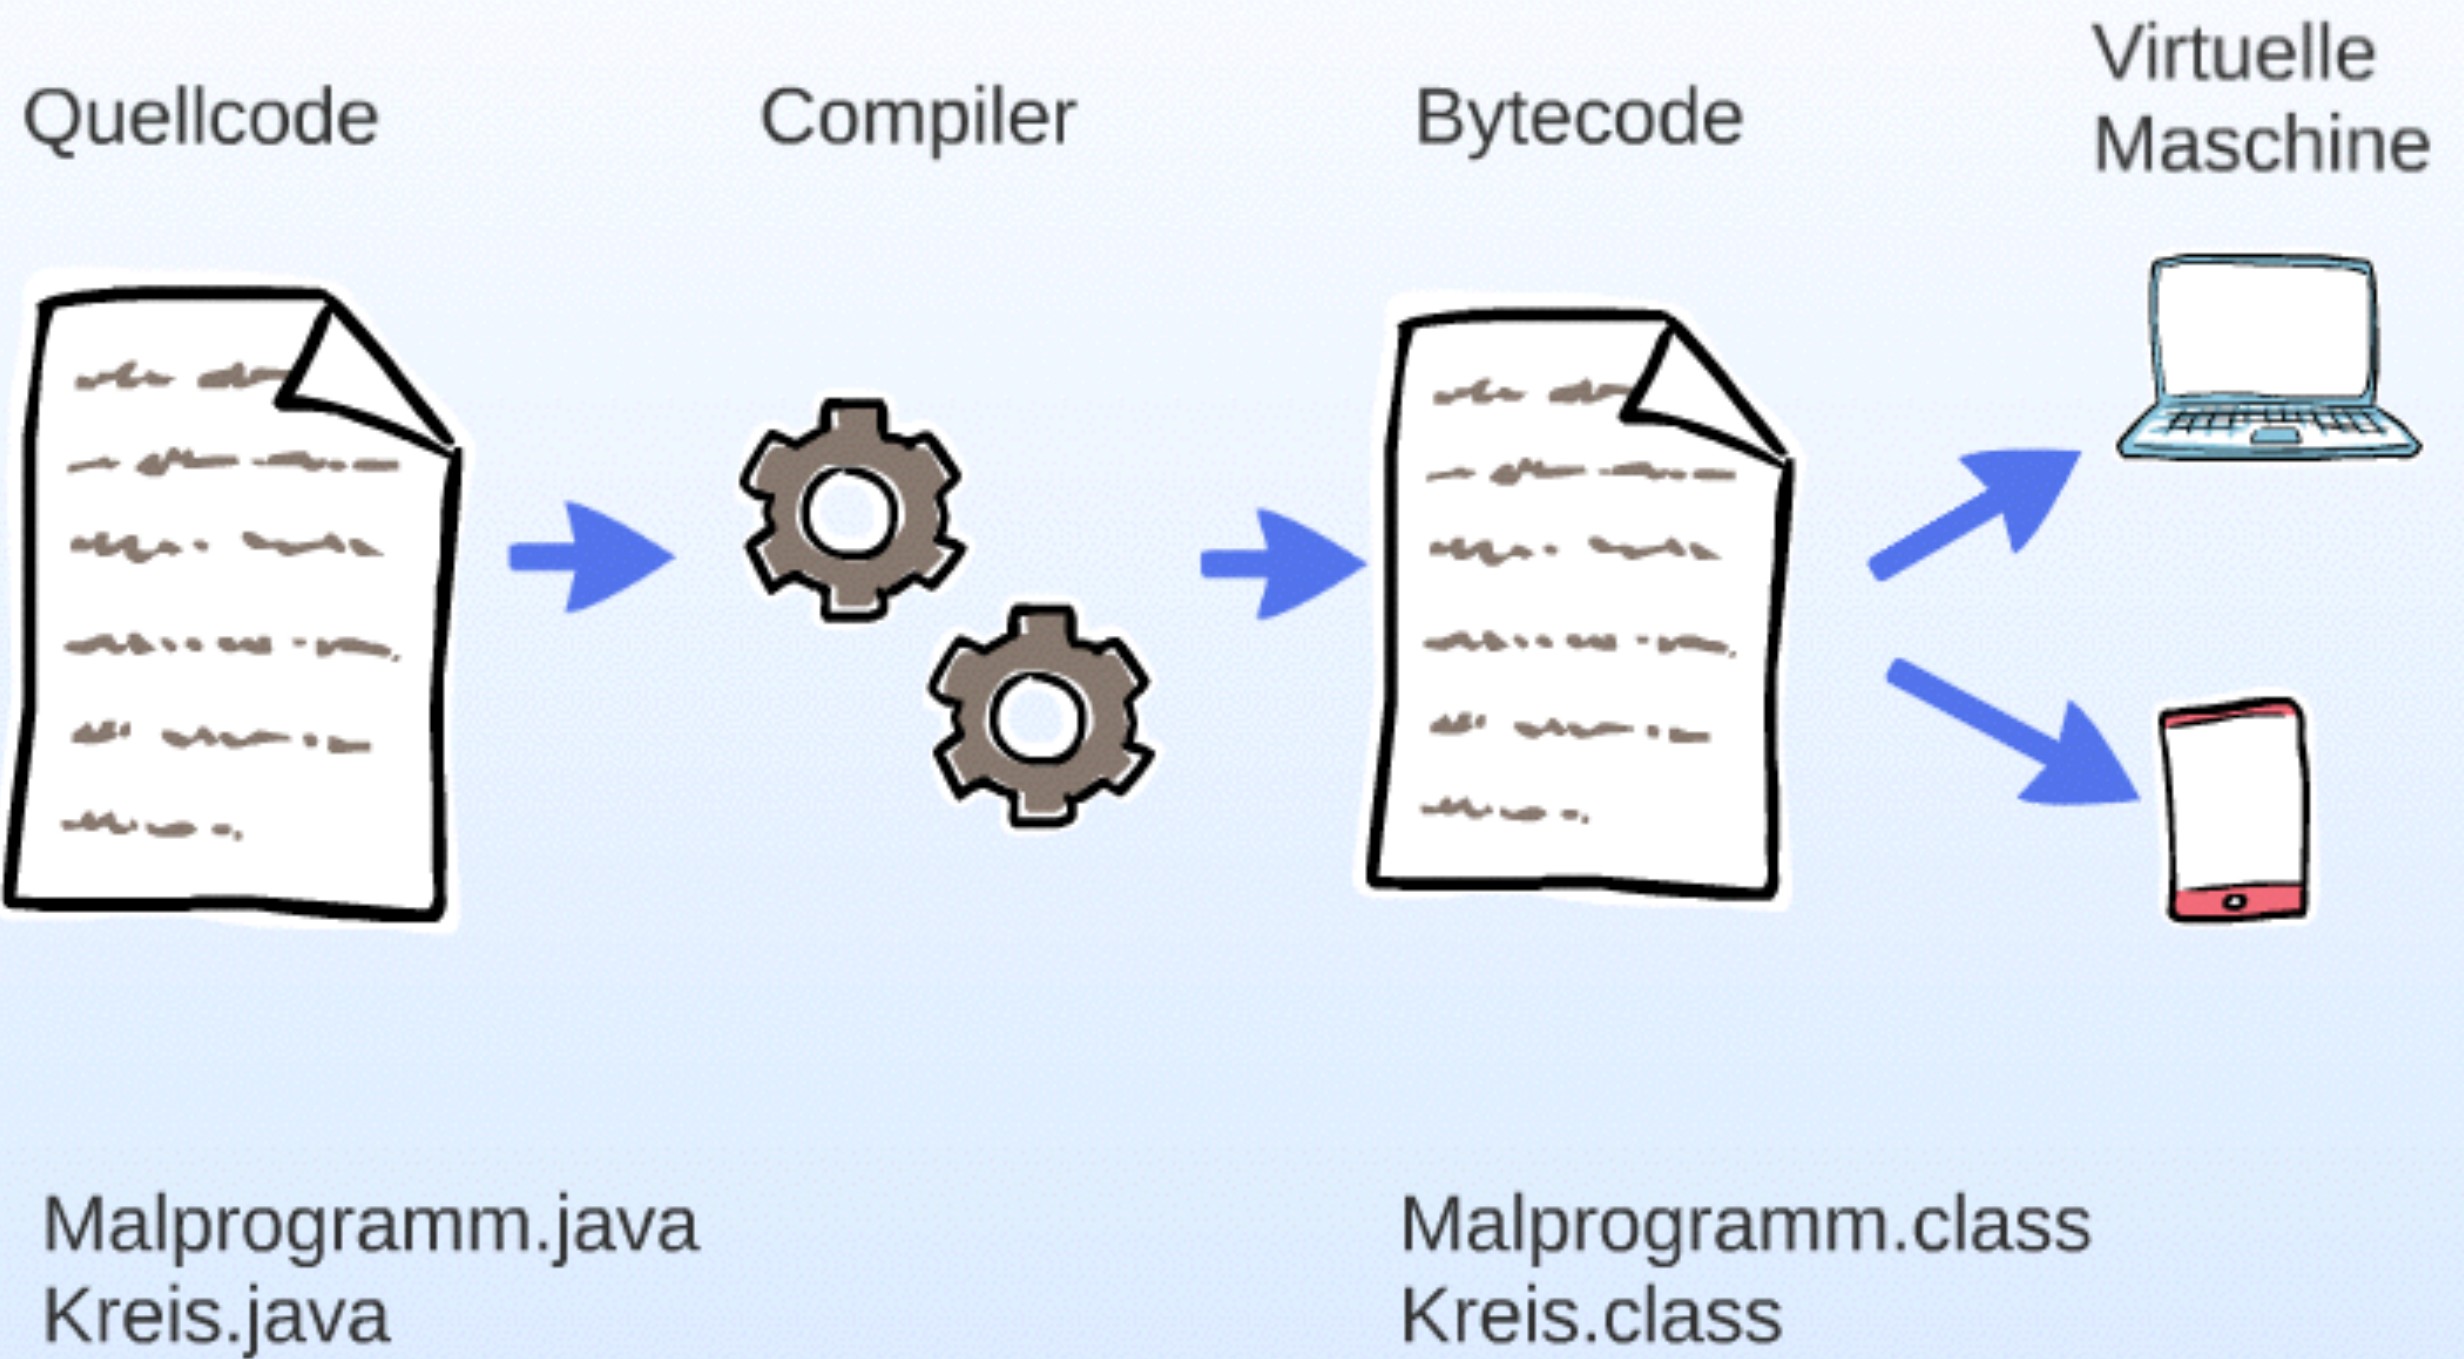 Quellcode
Compiler
Bytecode
Virtuelle
Maschine
Malprogramm.java
Kreis.java
Malprogramm.class
Kreis.class